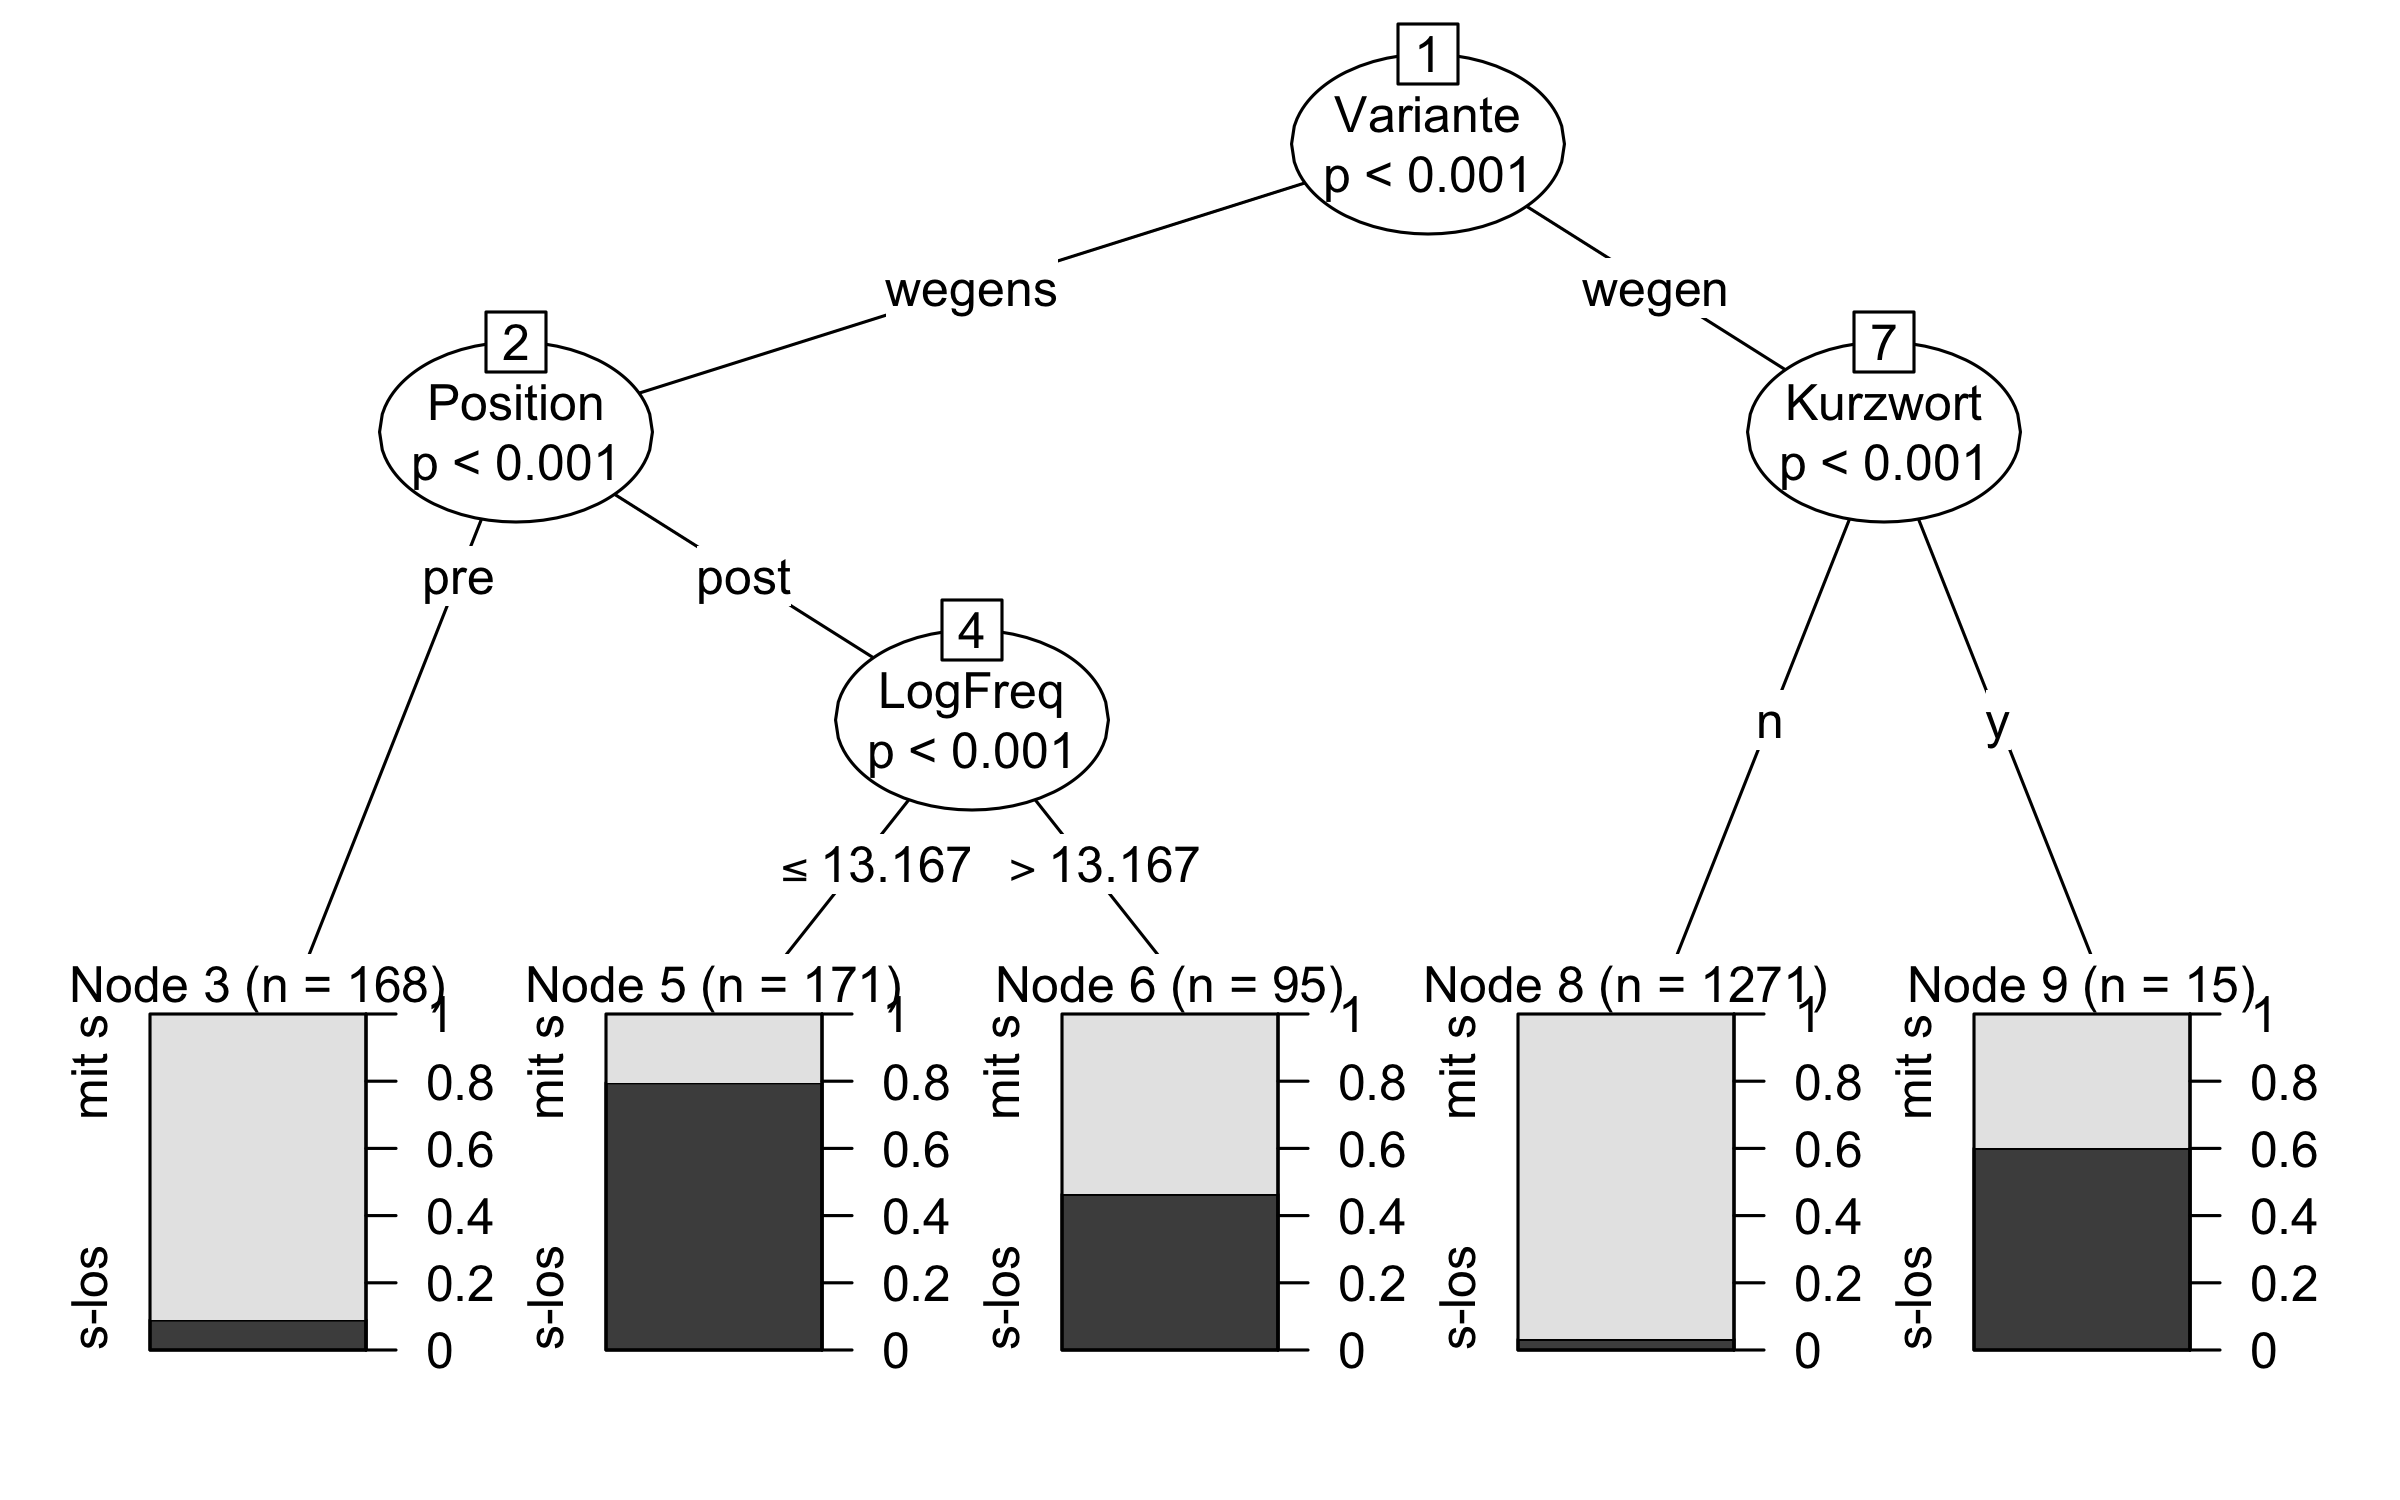 1
Variante
p < 0.001
wegens
wegen
2
Position
p < 0.001
7
Kurzwort
p < 0.001
pre
post
4
LogFreq
p < 0.001
n
y
≤ 13.167
> 13.167
Node 3 (n = 168)
mit s
s-los
1
0.8
0.6
0.4
0.2
0
Node 5 (n = 171)
mit s
s-los
1
0.8
0.6
0.4
0.2
0
Node 6 (n = 95)
mit s
s-los
1
0.8
0.6
0.4
0.2
0
Node 8 (n = 1271)
mit s
s-los
1
0.8
0.6
0.4
0.2
0
Node 9 (n = 15)
mit s
s-los
1
0.8
0.6
0.4
0.2
0